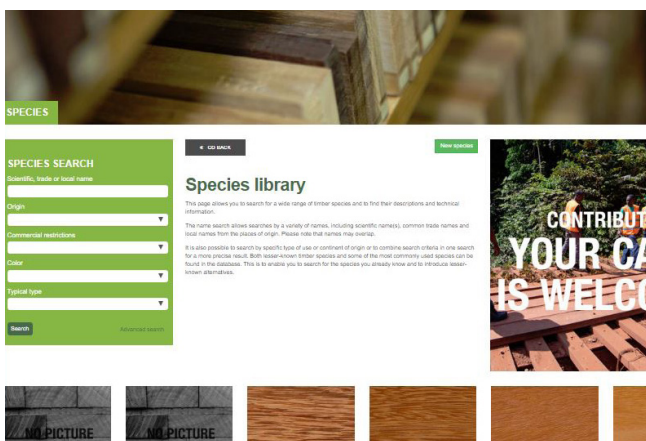 SPECIES
SPECIES SEARCH
Scientific, trade or local name
Origin
Commercial restrictions
Color
Typical type
Search
Advanced search
« GO BACK
New species
Species library
This page allows you to search for a wide range of timber species and to find their descriptions and technical
information.
The name search allows searches by a variety of names, including scientific name(s), common trade names and
local names from the places of origin. Please note that names may overlap.
It is also possible to search by specific type of use or continent of origin or to combine search criteria in one search
for a more precise result. Both lesser-known timber species and some of the most commonly used species can be
found in the database. This is to enable you to search for the species you already know and to introduce lesser-
known alternatives.
CONTRIBUT
YOUR CA
IS WELCO
NO PICTURE
NO PICTURE